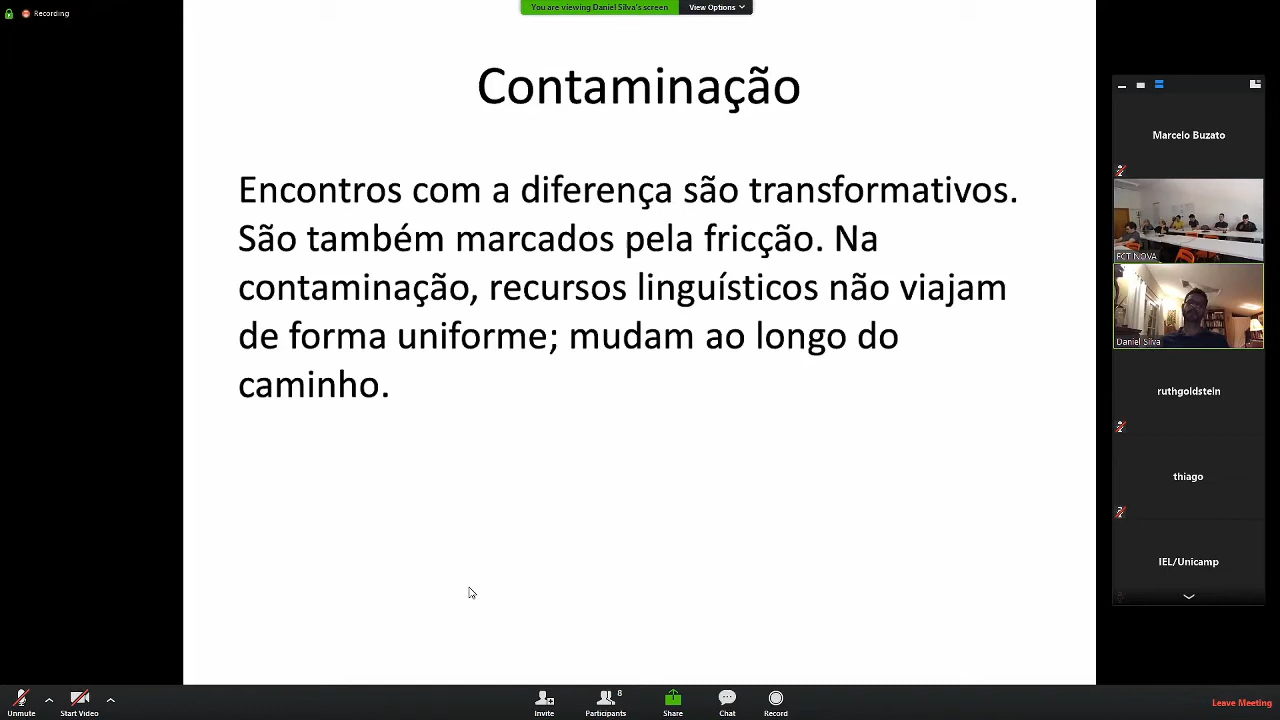 Recording
You are viewing Daniel Silva's screen
View Options
Contaminação
Encontros com a diferença são transformativos.
São também marcados pela fricção. Na
contaminação, recursos linguísticos não viajam
de forma uniforme; mudam ao longo do
caminho.
Marcelo Buzato
FCT NOVA
Daniel Silva
ruthgoldstein
thiago
IEL/Unicamp
Unmute
Start Video
Invite
Participants
8
Share
Chat
Record
Leave Meeting